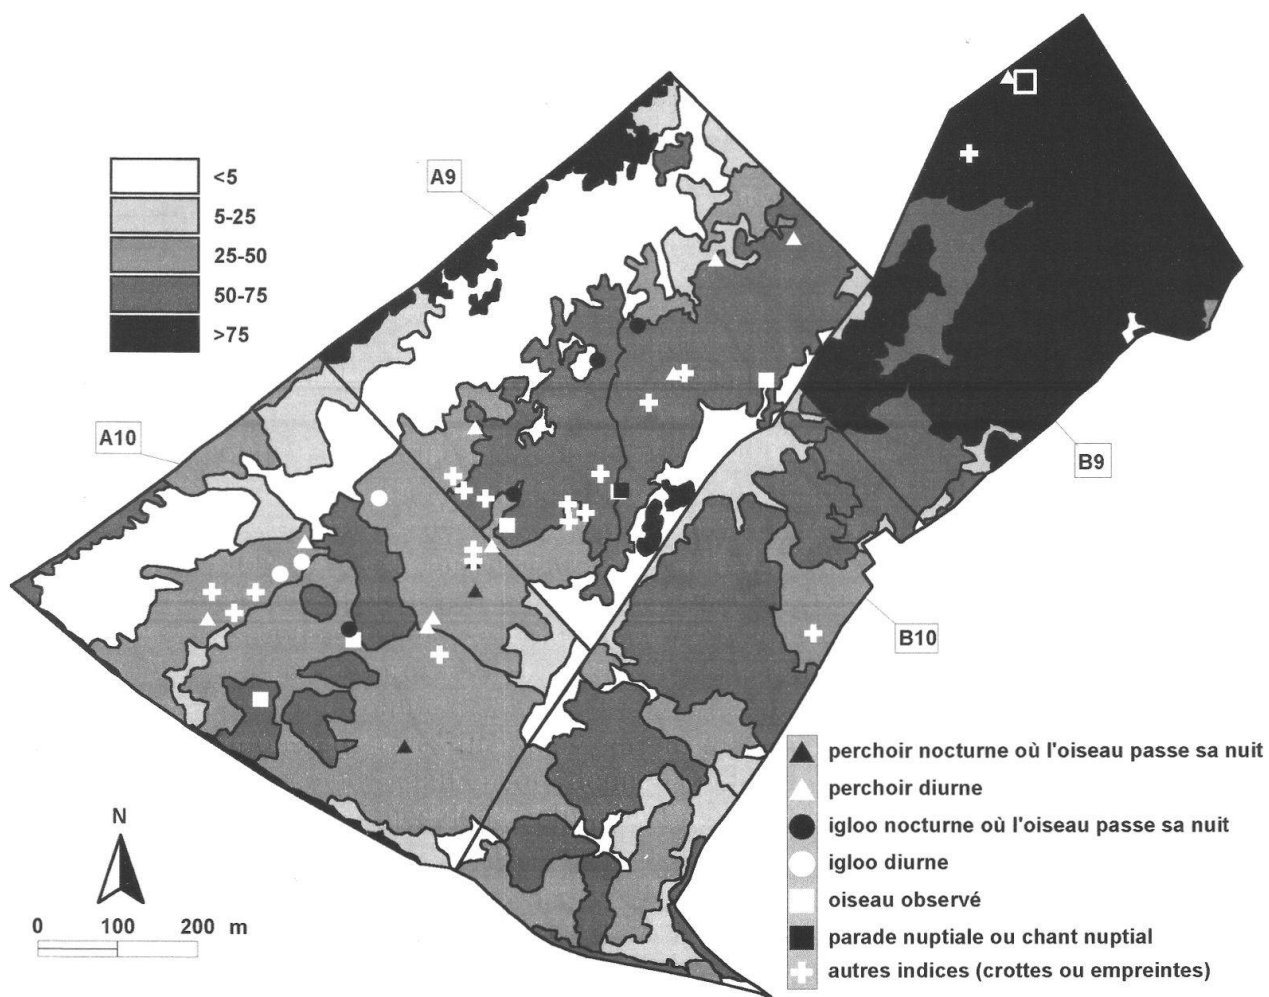 <5
5-25
25-50
50-75
>75
A9
A10
B9
B10
N
0 100 200 m
perchoir nocturne où l'oiseau passe sa nuit
perchoir diurne
igloo nocturne où l'oiseau passe sa nuit
igloo diurne
oiseau observé
parade nuptiale ou chant nuptial
autres indices (crottes ou empreintes)